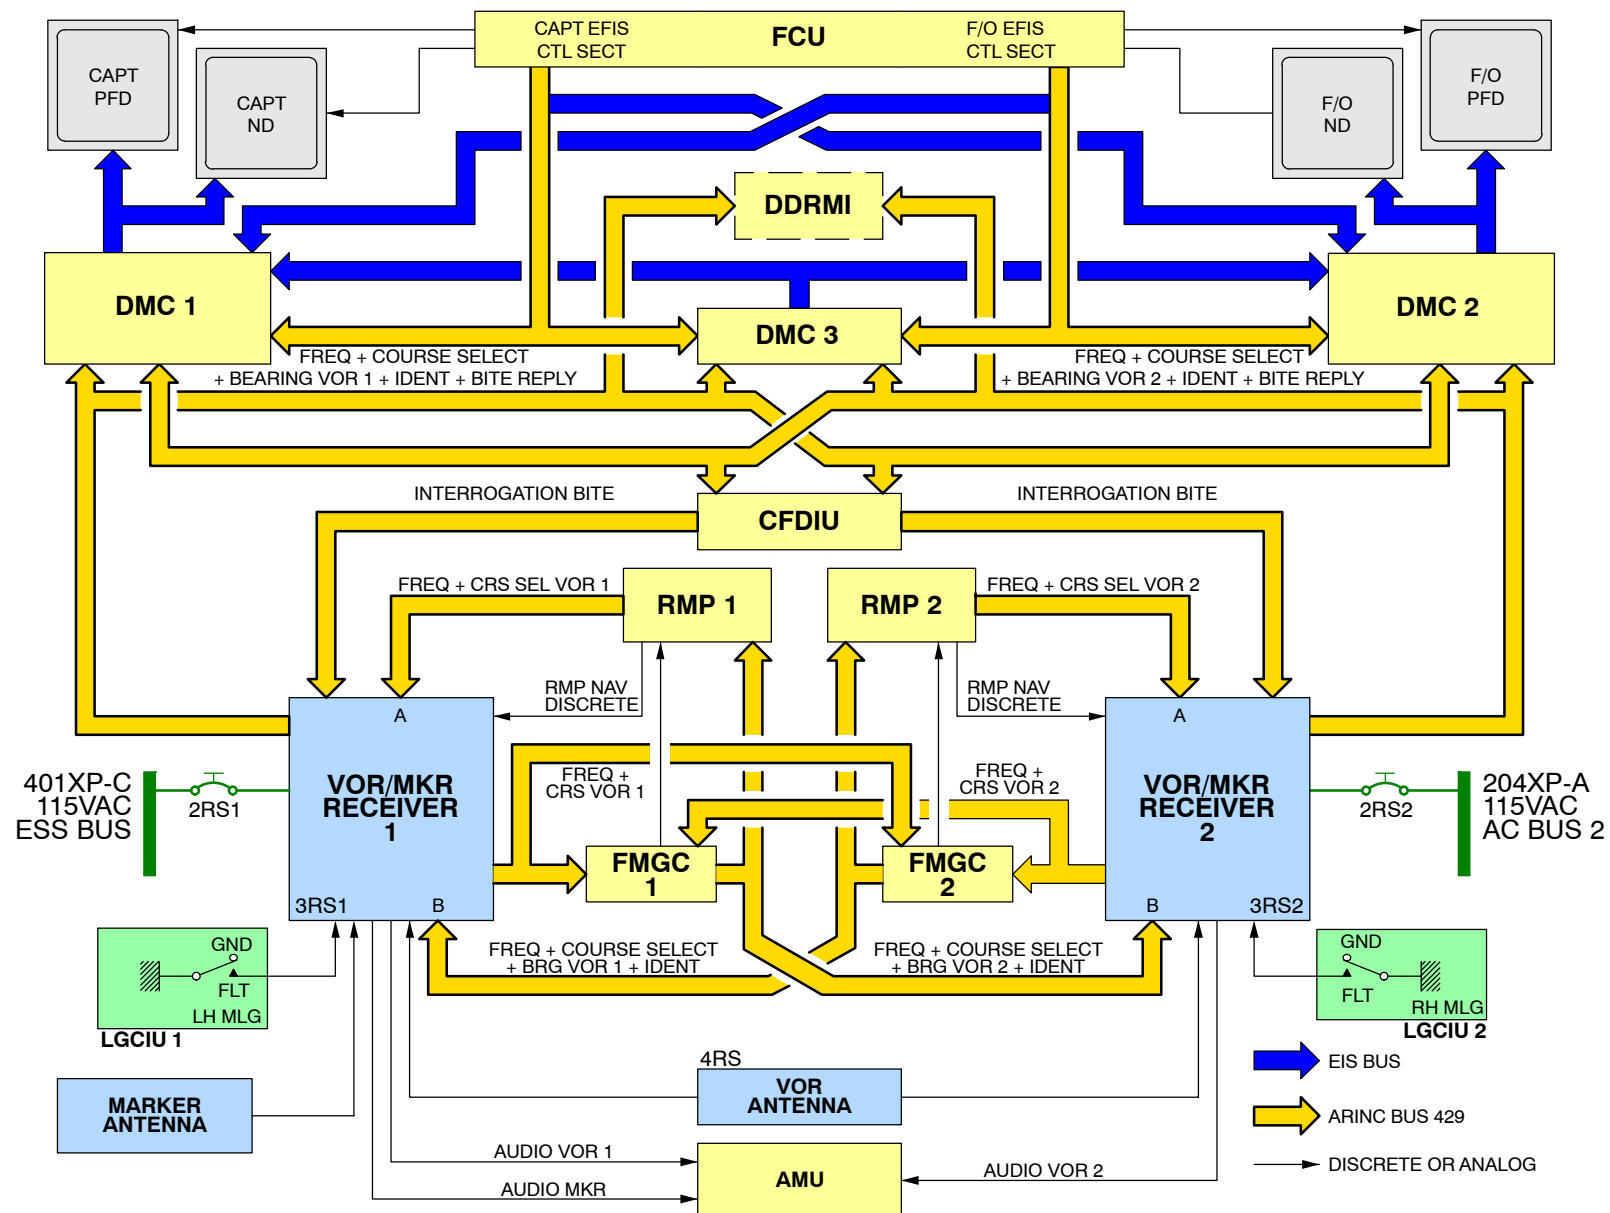 CAPT EFIS
CTL SECT
FCU
F/O EFIS
CTL SECT
CAPT
PFD
CAPT
ND
F/O
ND
F/O
PFD
DDRMI
DMC 1
DMC 3
DMC 2
FREQ + COURSE SELECT
+ BEARING VOR 1 + IDENT + BITE REPLY
FREQ + COURSE SELECT
+ BEARING VOR 2 + IDENT + BITE REPLY
INTERROGATION BITE
INTERROGATION BITE
CFDIU
FREQ + CRS SEL VOR 1
RMP 1
RMP 2
FREQ + CRS SEL VOR 2
RMP NAV
DISCRETE
RMP NAV
DISCRETE
A
VOR/MKR
RECEIVER
1
3RS1
B
A
VOR/MKR
RECEIVER
2
B
3RS2
FREQ +
CRS VOR 1
FREQ +
CRS VOR 2
401XP-C
115VAC
ESS BUS
2RS1
2RS2
204XP-A
115VAC
AC BUS 2
FMGC
1
FMGC
2
FREQ + COURSE SELECT
+ BRG VOR 1 + IDENT
FREQ + COURSE SELECT
+ BRG VOR 2 + IDENT
GND
FLT
LH MLG
LGCIU 1
GND
FLT
RH MLG
LGCIU 2
MARKER
ANTENNA
4RS
VOR
ANTENNA
EIS BUS
ARINC BUS 429
DISCRETE OR ANALOG
AUDIO VOR 1
AUDIO MKR
AMU
AUDIO VOR 2